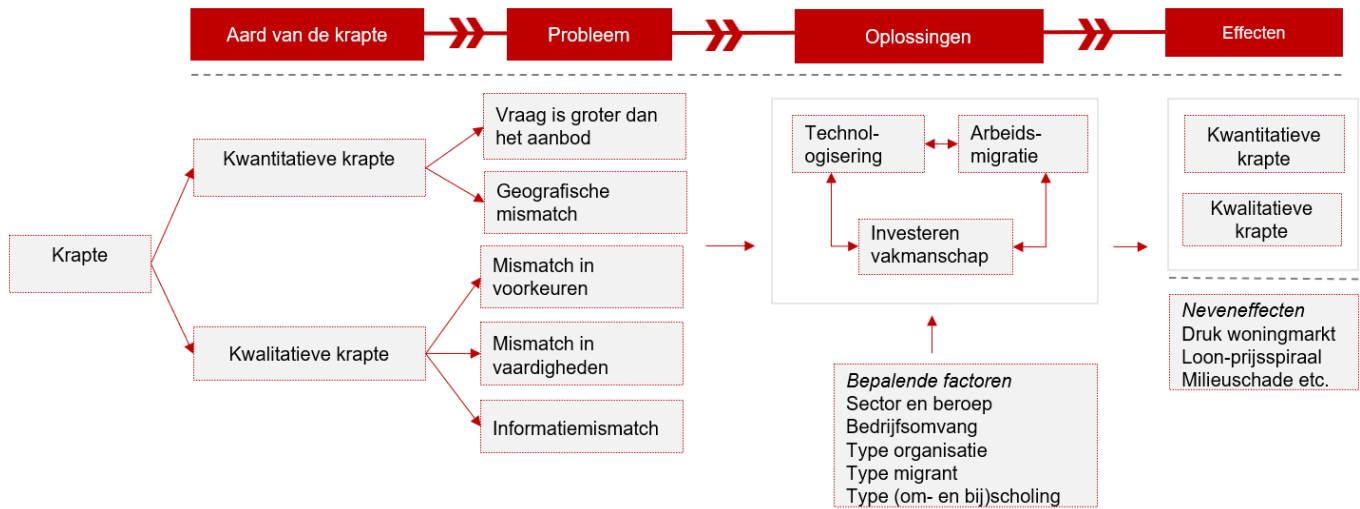 Aard van de krapte
Probleem
Oplossingen
Effecten
Krapte
Kwantitatieve krapte
Kwalitatieve krapte
Vraag is groter dan
het aanbod
Geografische
mismatch
Mismatch in
voorkeuren
Mismatch in
vaardigheden
Informatiemismatch
Technol-
ogisering
Arbeids-
migratie
Investeren
vakmanschap
Bepalende factoren
Sector en beroep
Bedrijfsomvang
Type organisatie
Type migrant
Type (om- en bij)scholing
Kwantitatieve
krapte
Kwalitatieve
krapte
Neveneffecten
Druk woningmarkt
Loon-prijsspiraal
Milieuschade etc.